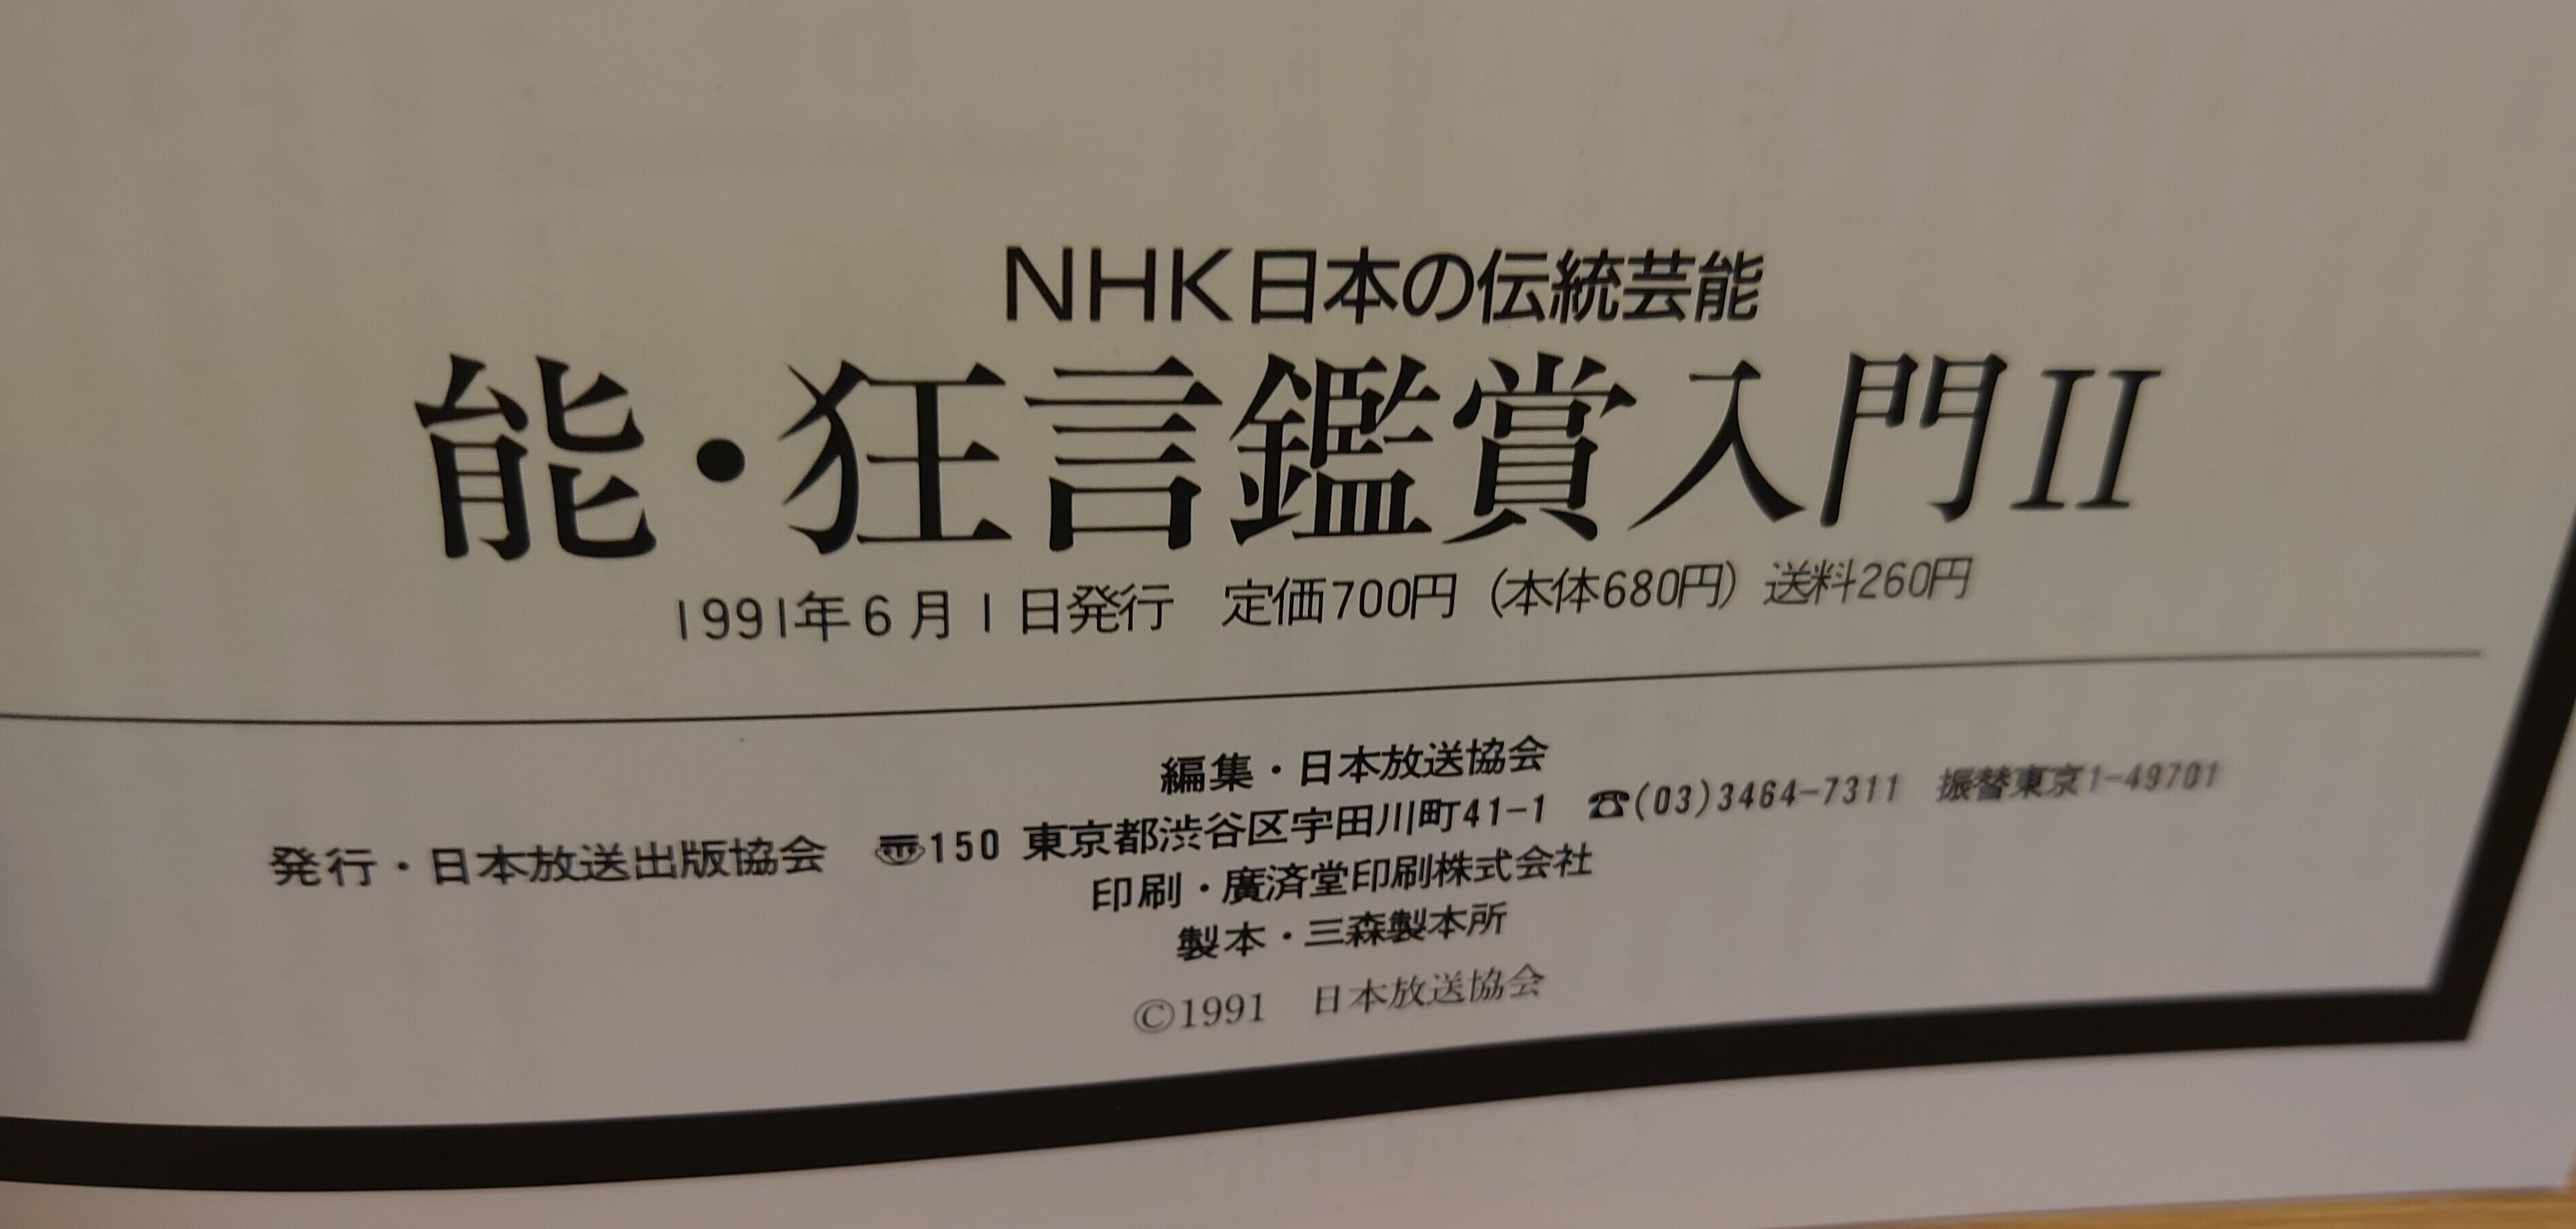 NHK日本の伝統芸能
能・狂言鑑賞入門II
1991年6月1日発行　定価700円（本体680円）送料260円
編集・日本放送協会
発行・日本放送出版協会　〠150 東京都渋谷区宇田川町41-1　☎(03)3464-7311　振替東京1-49701
印刷・廣済堂印刷株式会社
製本・三森製本所
©1991　日本放送協会